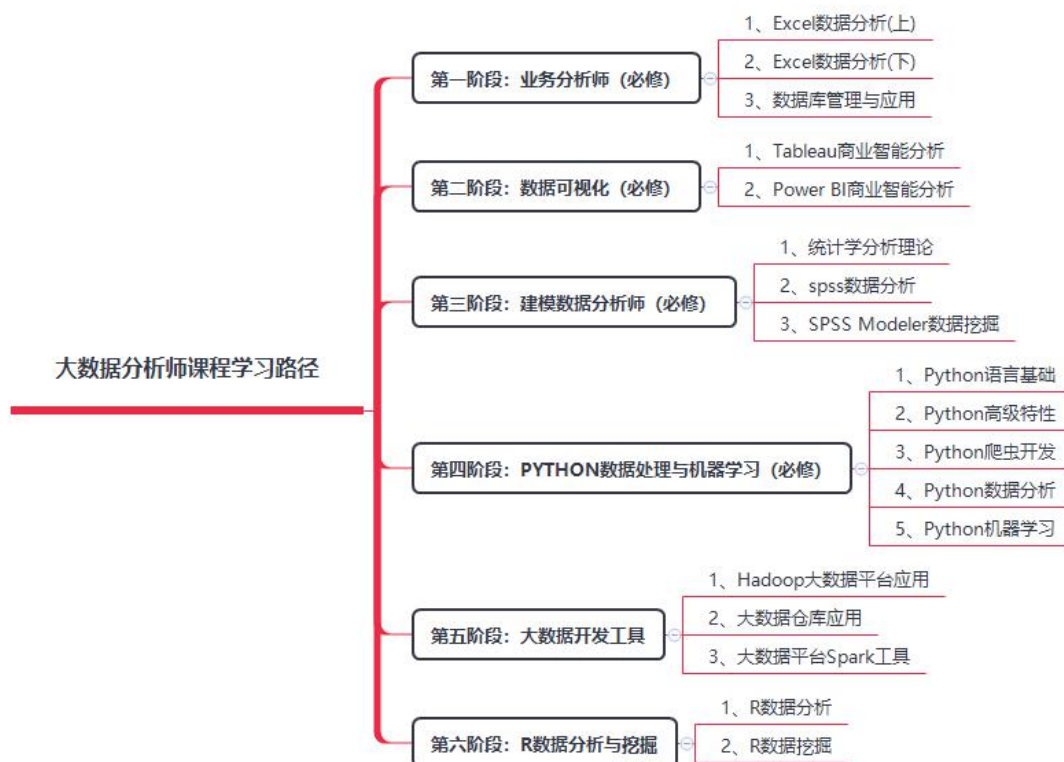 大数据分析师课程学习路径
第一阶段：业务分析师（必修）
1、Excel数据分析(上)
2、Excel数据分析(下)
3、数据库管理与应用
第二阶段：数据可视化（必修）
1、Tableau商业智能分析
2、Power BI商业智能分析
第三阶段：建模数据分析师（必修）
1、统计学分析理论
2、spss数据分析
3、SPSS Modeler数据挖掘
第四阶段：PYTHON数据处理与机器学习（必修）
1、Python语言基础
2、Python高级特性
3、Python爬虫开发
4、Python数据分析
5、Python机器学习
第五阶段：大数据开发工具
1、Hadoop大数据平台应用
2、大数据仓库应用
3、大数据平台Spark工具
第六阶段：R数据分析与挖掘
1、R数据分析
2、R数据挖掘